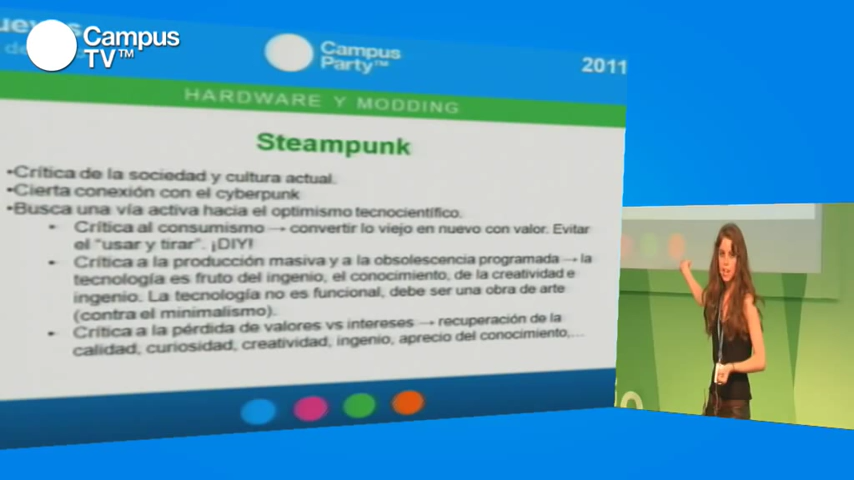 Campus
TV™
Campus
Party™
2011
HARDWARE Y MODDING
Steampunk
•Crítica de la sociedad y cultura actual.
•Cierta conexión con el cyberpunk
•Busca una vía activa hacia el optimismo tecnocientífico.
• Crítica al consumismo → convertir lo viejo en nuevo con valor. Evitar
el "usar y tirar". ¡DIY!
• Crítica a la producción masiva y a la obsolescencia programada → la
tecnología es fruto del ingenio, el conocimiento, de la creatividad e
ingenio. La tecnología no es funcional, debe ser una obra de arte
(contra el minimalismo).
• Crítica a la pérdida de valores vs intereses → recuperación de la
calidad, curiosidad, creatividad, ingenio, aprecio del conocimiento,...